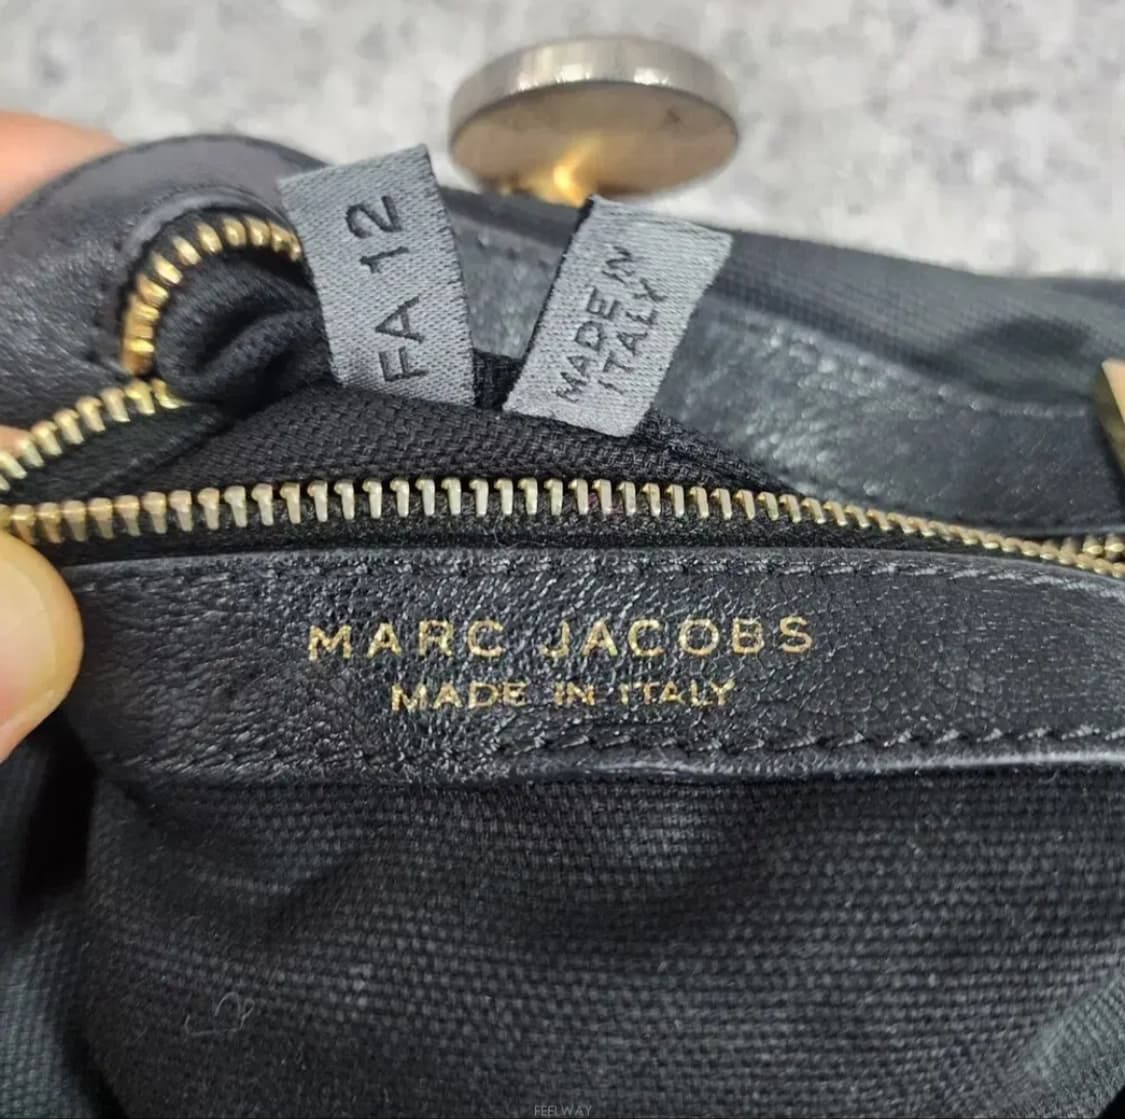 FA 12
MADE IN
ITALY
MARC JACOBS
MADE IN ITALY
FEELWAY